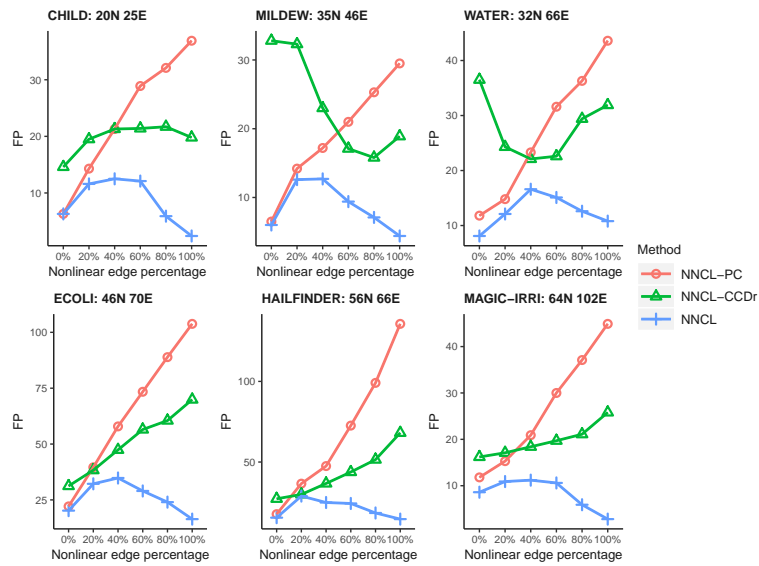 CHILD: 20N 25E
FP
30
20
10
0% 20% 40% 60% 80% 100%
Nonlinear edge percentage
MILDEW: 35N 46E
FP
30
20
10
0% 20% 40% 60% 80% 100%
Nonlinear edge percentage
WATER: 32N 66E
FP
40
30
20
10
0% 20% 40% 60% 80% 100%
Nonlinear edge percentage
ECOLI: 46N 70E
FP
100
75
50
25
0% 20% 40% 60% 80% 100%
Nonlinear edge percentage
HAILFINDER: 56N 66E
FP
100
50
0% 20% 40% 60% 80% 100%
Nonlinear edge percentage
MAGIC−IRRI: 64N 102E
FP
40
30
20
10
0% 20% 40% 60% 80% 100%
Nonlinear edge percentage
Method
NNCL−PC
NNCL−CCDr
NNCL